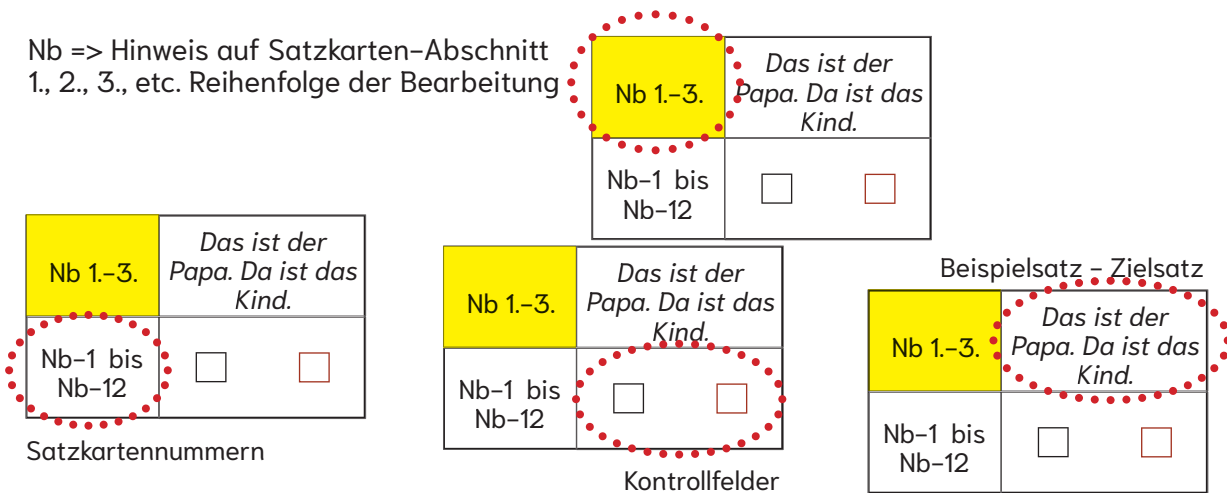 Nb => Hinweis auf Satzkarten-Abschnitt
1., 2., 3., etc. Reihenfolge der Bearbeitung
Nb 1.-3.
Das ist der
Papa. Da ist das
Kind.
Nb-1 bis
Nb-12
Nb 1.-3.
Das ist der
Papa. Da ist das
Kind.
Nb-1 bis
Nb-12
Satzkartennummern
Nb 1.-3.
Das ist der
Papa. Da ist das
Kind.
Nb-1 bis
Nb-12
Kontrollfelder
Beispielsatz - Zielsatz
Nb 1.-3.
Das ist der
Papa. Da ist das
Kind.
Nb-1 bis
Nb-12